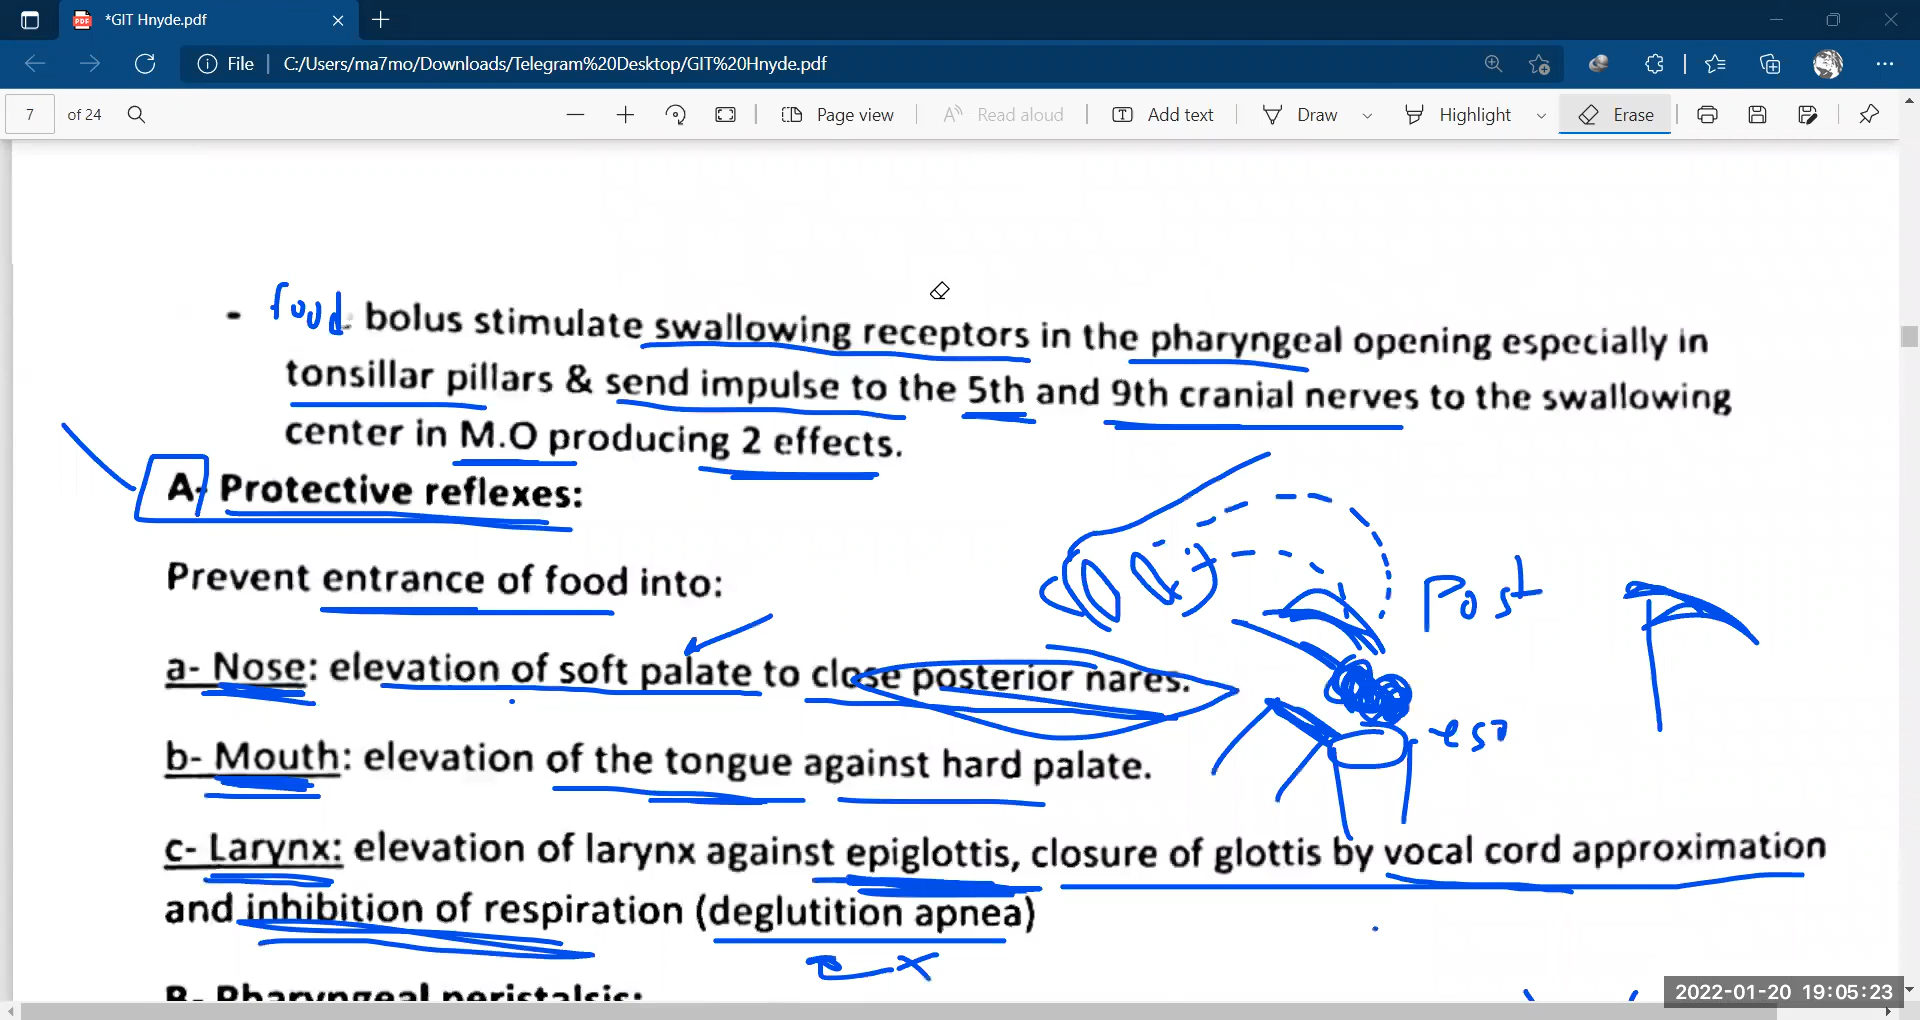 *GIT Hnyde.pdf
File
C:/Users/ma7mo/Downloads/Telegram%20Desktop/GIT%20Hnyde.pdf
7 of 24
Page view
Read aloud
Add text
Draw
Highlight
Erase
- food bolus stimulate swallowing receptors in the pharyngeal opening especially in
tonsillar pillars & send impulse to the 5th and 9th cranial nerves to the swallowing
center in M.O producing 2 effects.
A- Protective reflexes:
Prevent entrance of food into:
Post
a- Nose: elevation of soft palate to close posterior nares.
eso
b- Mouth: elevation of the tongue against hard palate.
c- Larynx: elevation of larynx against epiglottis, closure of glottis by vocal cord approximation
and inhibition of respiration (deglutition apnea)
B- Pharyngeal peristalsis:
2022-01-20 19:05:23